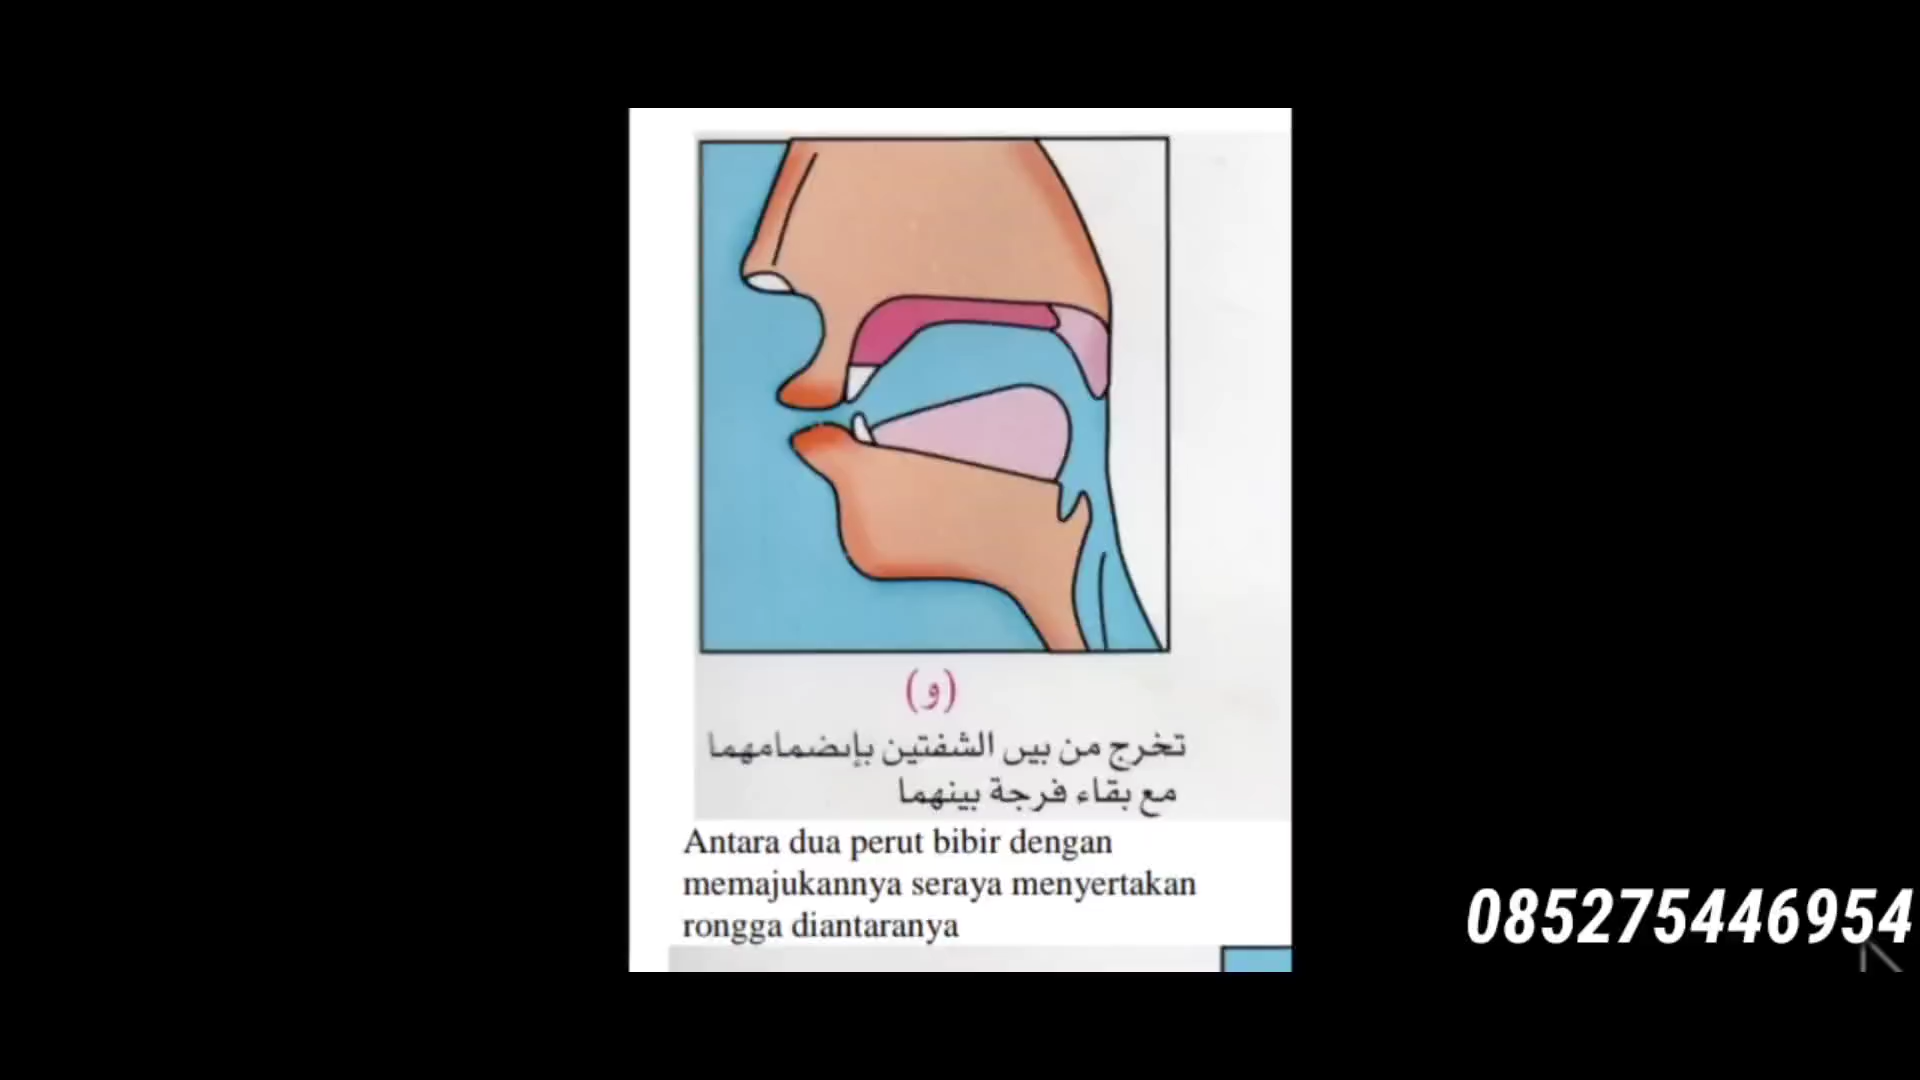 (و)
تخرج من بين الشفتين بإنضمامهما
مع بقاء فرجة بينهما
Antara dua perut bibir dengan
memajukannya seraya menyertakan
rongga diantaranya
085275446954